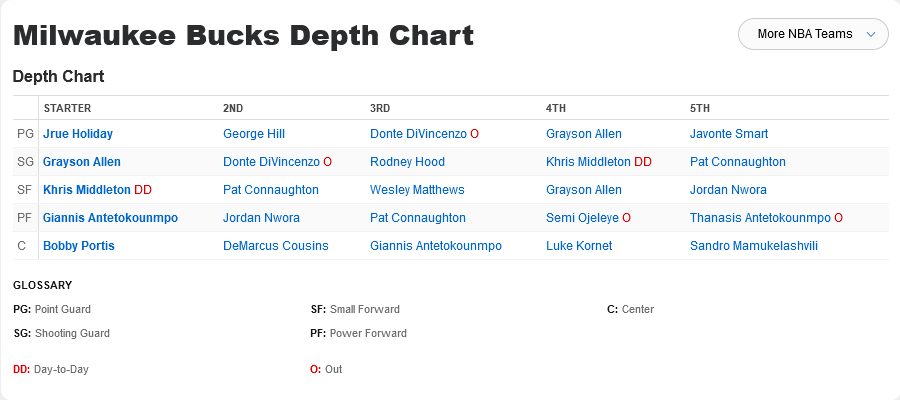 Milwaukee Bucks Depth Chart
More NBA Teams
Depth Chart
STARTER 2ND 3RD 4TH 5TH
PG Jrue Holiday George Hill Donte DiVincenzo O Grayson Allen Javonte Smart
SG Grayson Allen Donte DiVincenzo O Rodney Hood Khris Middleton DD Pat Connaughton
SF Khris Middleton DD Pat Connaughton Wesley Matthews Grayson Allen Jordan Nwora
PF Giannis Antetokounmpo Jordan Nwora Pat Connaughton Semi Ojeleye O Thanasis Antetokounmpo O
C Bobby Portis DeMarcus Cousins Giannis Antetokounmpo Luke Kornet Sandro Mamukelashvili
GLOSSARY
PG: Point Guard SF: Small Forward C: Center
SG: Shooting Guard PF: Power Forward
DD: Day-to-Day O: Out